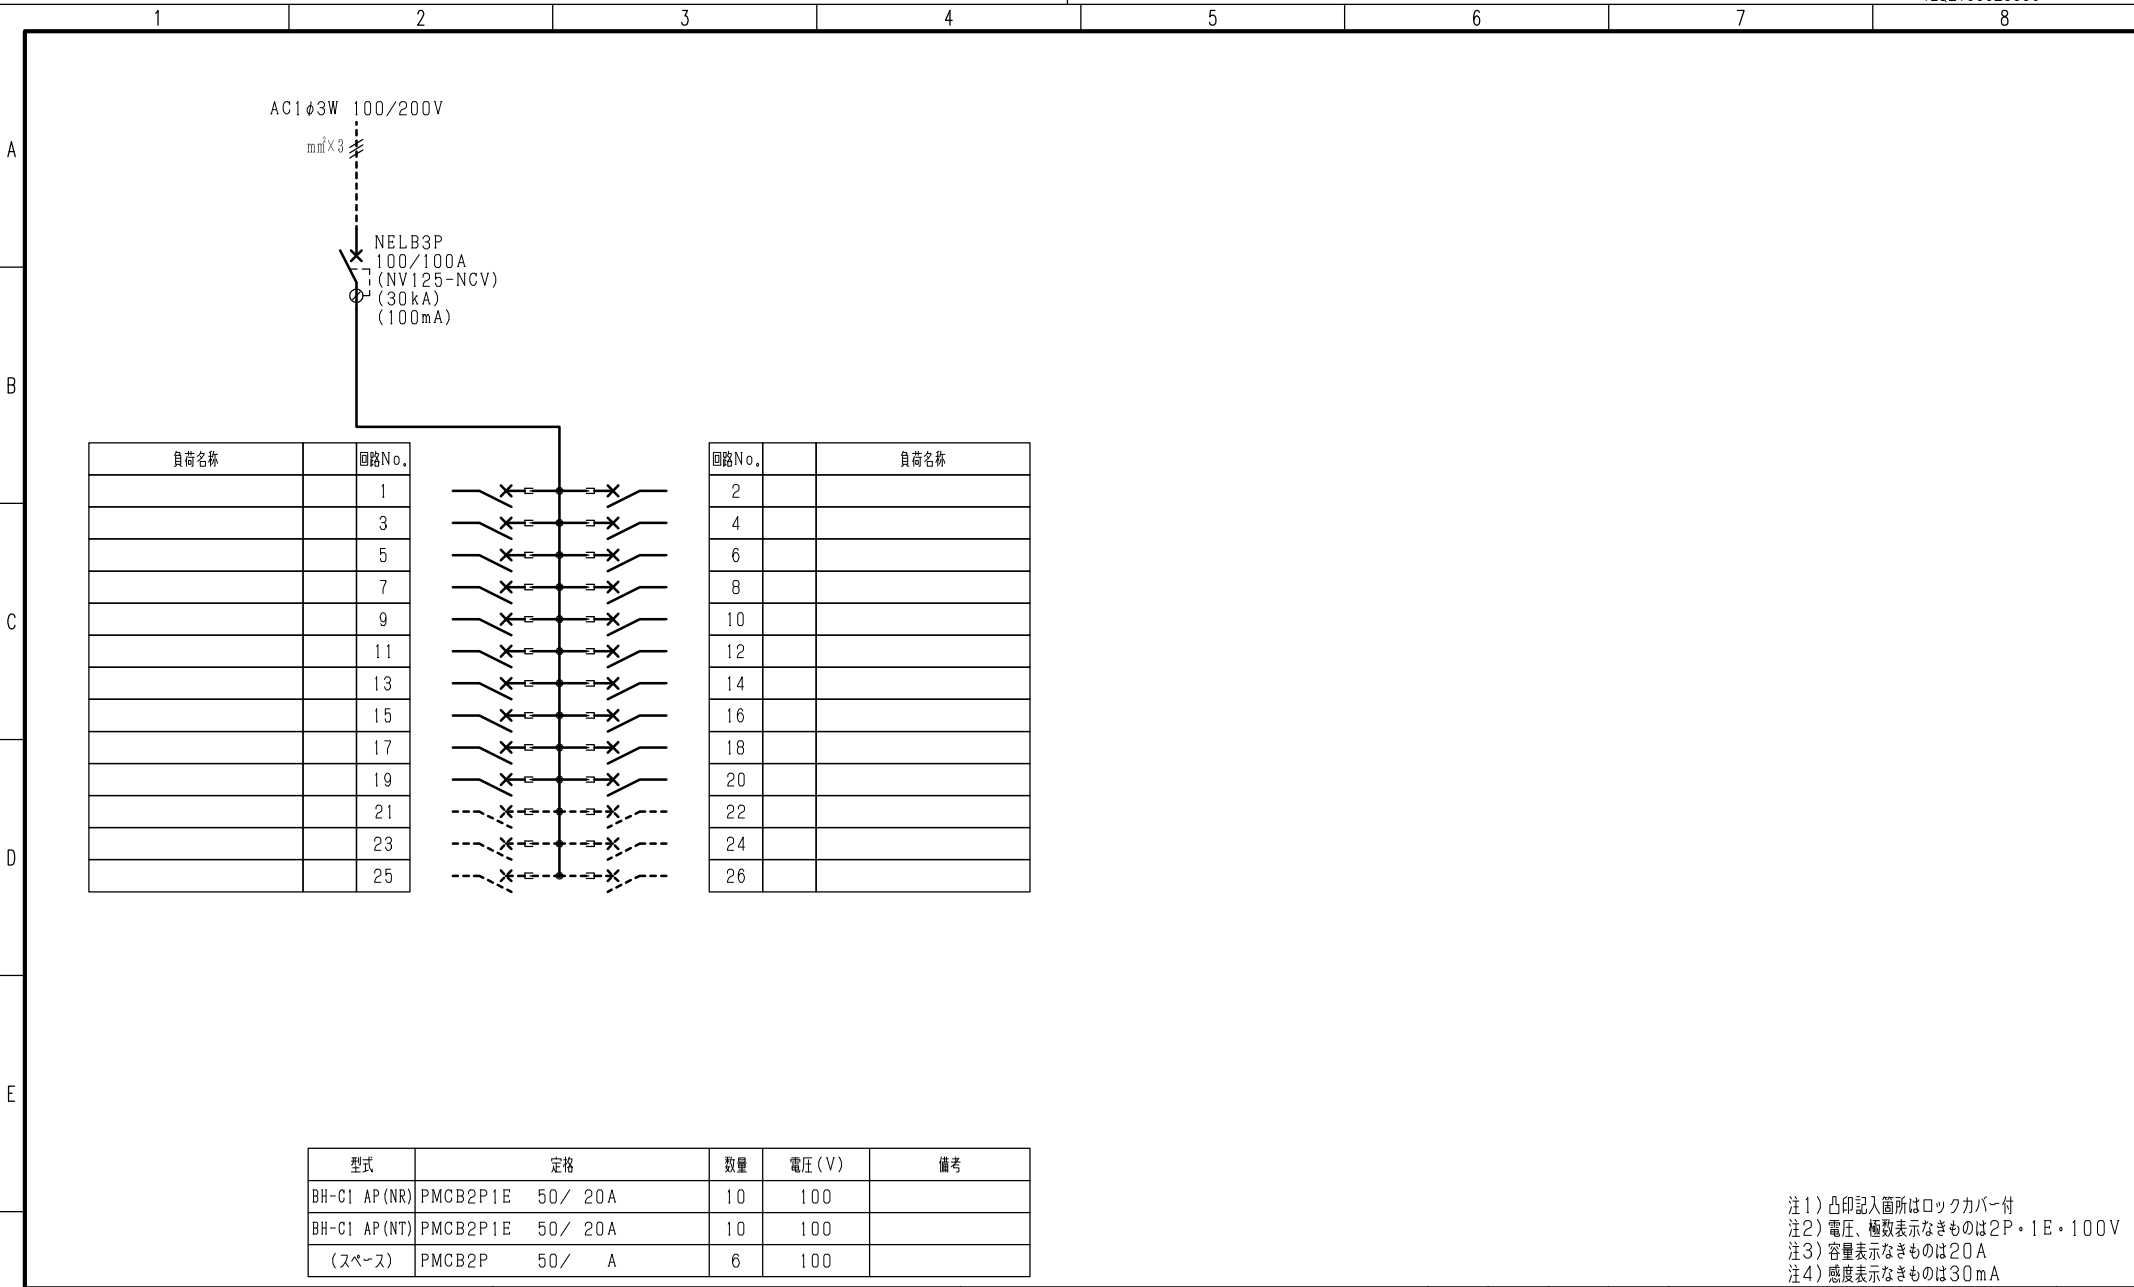 1 2 3 4 5 6 7 8
AC1φ3W 100/200V
A
mm²×3
NELB3P
100/100A
(NV125-NCV)
(30kA)
(100mA)
B
負荷名称 回路No. 回路No. 負荷名称
1 2
3 4
5 6
7 8
C
9 10
11 12
13 14
15 16
17 18
19 20
21 22
D
23 24
25 26
E
型式 定格 数量 電圧(V) 備考
BH-C1 AP(NR) PMCB2P1E 50/ 20A 10 100
BH-C1 AP(NT) PMCB2P1E 50/ 20A 10 100
(スペース) PMCB2P 50/ A 6 100
注1)凸印記入箇所はロックカバー付
注2)電圧、極数表示なきものは2P・1E・100V
注3)容量表示なきものは20A
注4)感度表示なきものは30mA